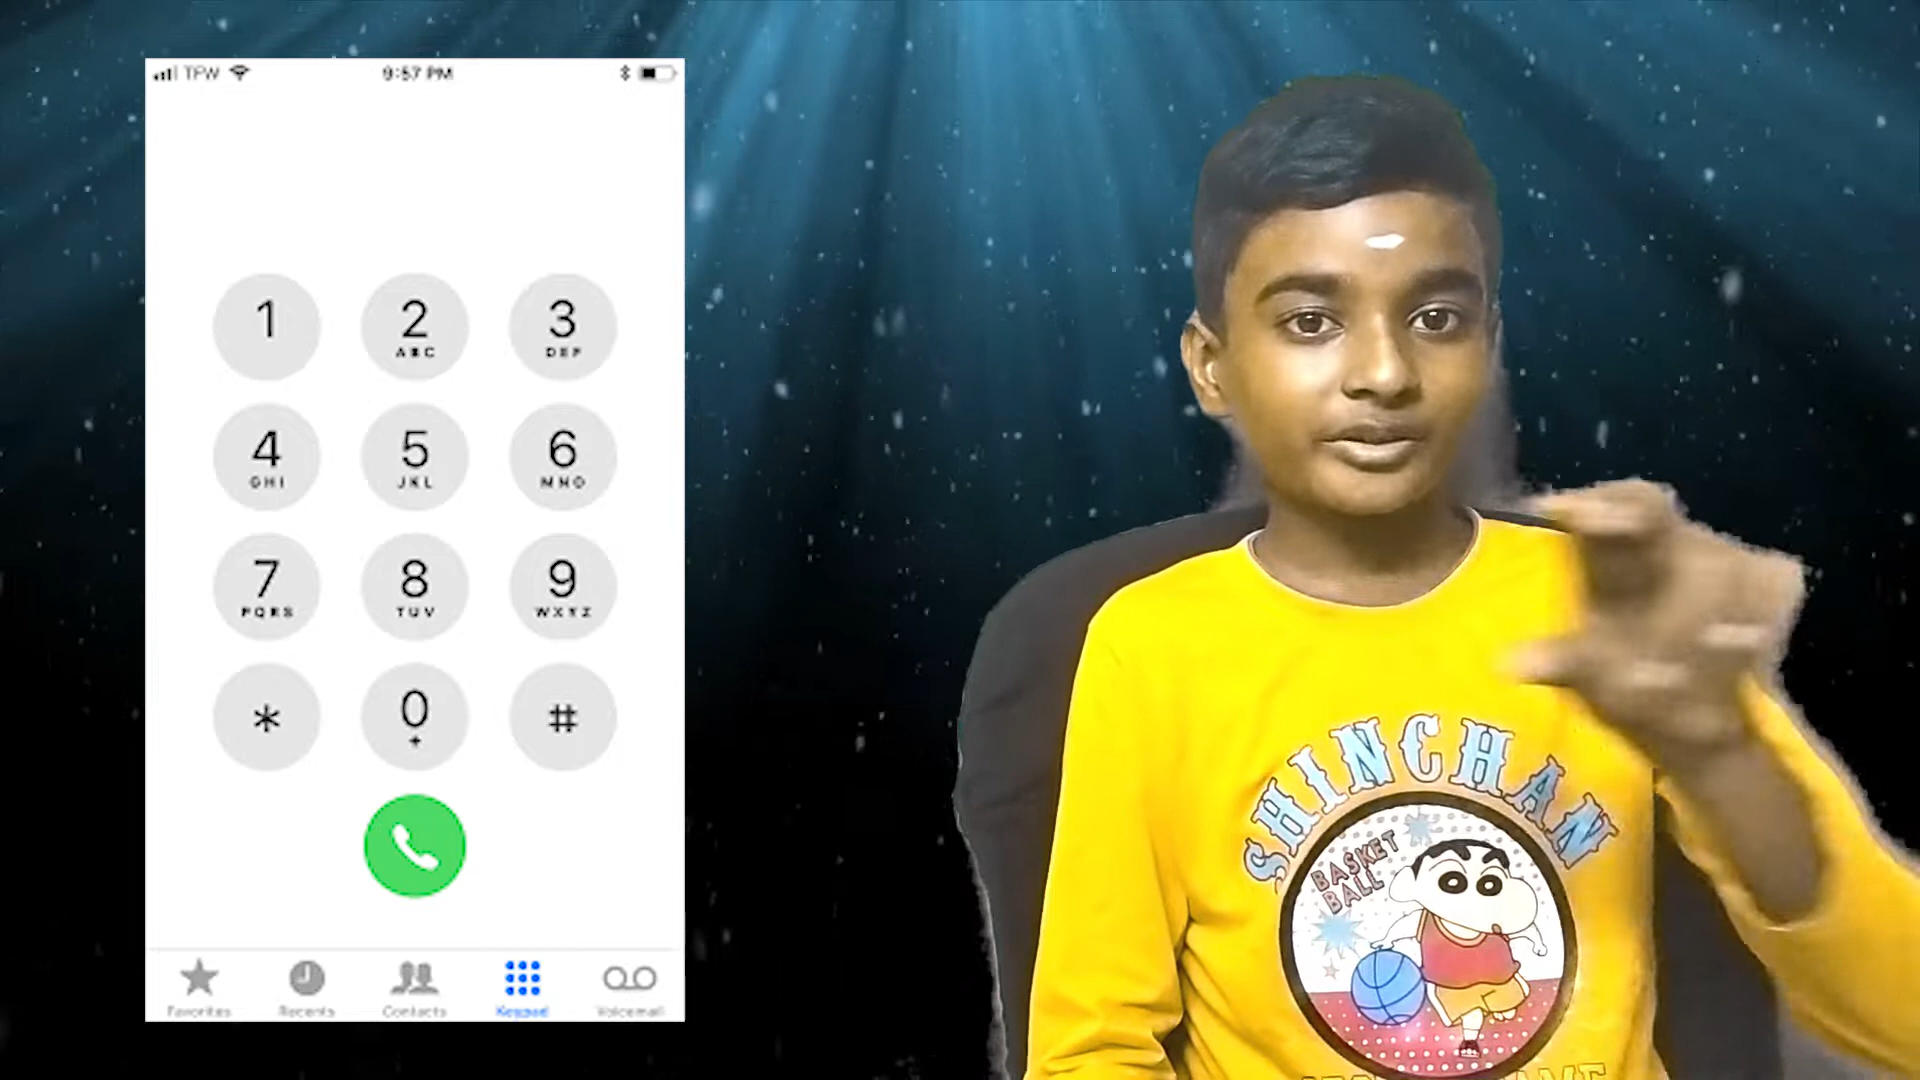 TFW 9:57 PM
1 2 3
ABC DEF
4 5 6
GHI JKL MNO
7 8 9
PQRS TUV WXYZ
* 0 #
+
Favorites Recents Contacts Keypad Voicemail
SHINCHAN
BASKET
BALL